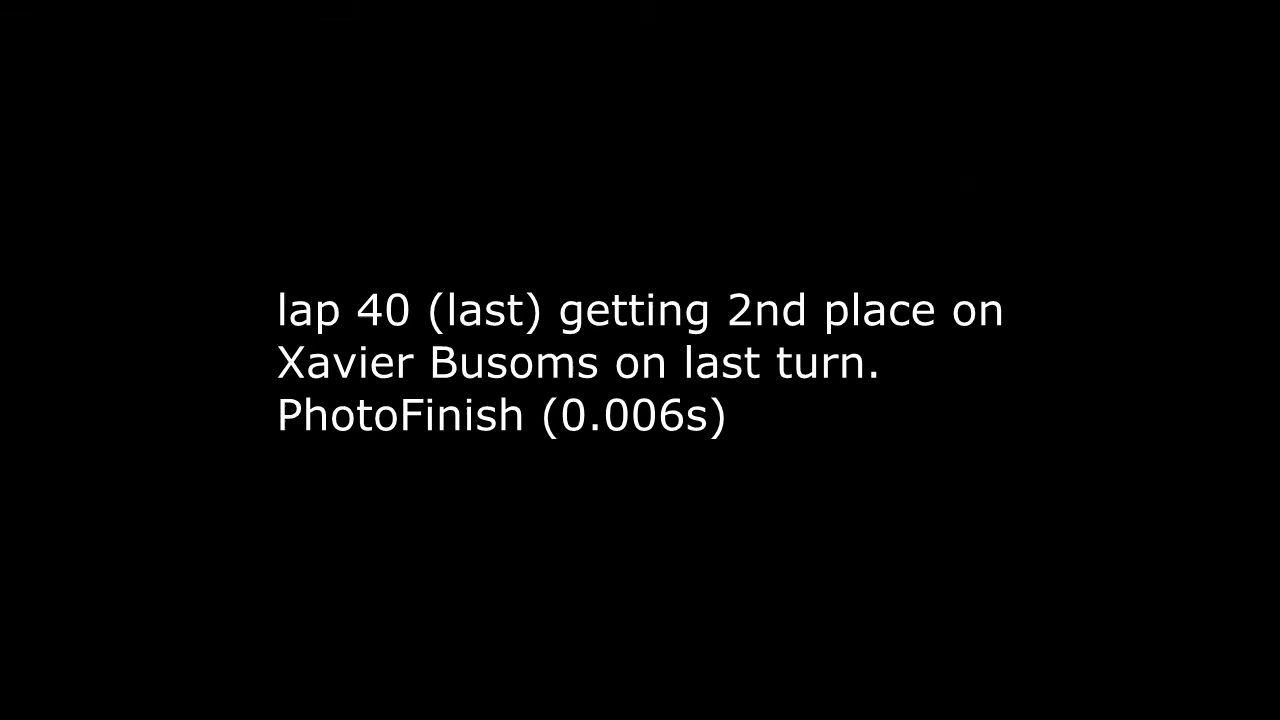 lap 40 (last) getting 2nd place on
Xavier Busoms on last turn.
PhotoFinish (0.006s)